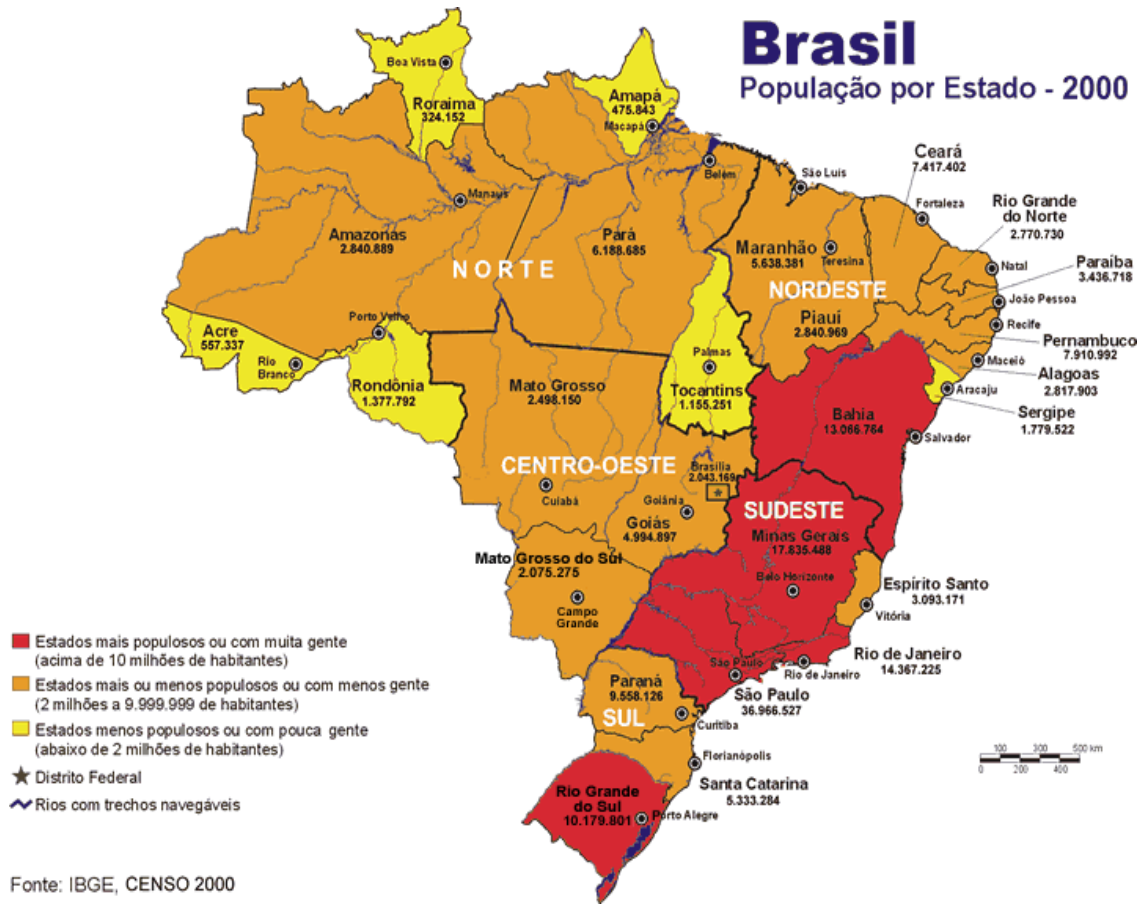 Brasil
População por Estado - 2000
Boa Vista
Roraima
324.152
Amapá
475.843
Macapá
Belém
São Luis
Ceará
7.417.402
Fortaleza
Rio Grande
do Norte
2.770.730
Natal
Paraíba
3.436.718
João Pessoa
Recife
Pernambuco
7.910.992
Maceió
Alagoas
2.817.903
Aracaju
Sergipe
1.779.522
Manaus
Amazonas
2.840.889
NORTE
Pará
6.188.685
Maranhão
5.638.381
Teresina
NORDESTE
Piauí
2.840.969
Acre
557.337
Rio
Branco
Porto Velho
Rondônia
1.377.792
Mato Grosso
2.498.150
Palmas
Tocantins
1.155.251
Bahia
13.066.764
Salvador
CENTRO-OESTE
Cuiabá
Brasília
2.043.169
Goiânia
Goiás
4.994.897
SUDESTE
Minas Gerais
17.835.488
Belo Horizonte
Mato Grosso do Sul
2.075.275
Campo
Grande
Espírito Santo
3.093.171
Vitória
Rio de Janeiro
14.367.225
Rio de Janeiro
São Paulo
São Paulo
36.966.527
Paraná
9.558.126
SUL
Curitiba
Florianópolis
Santa Catarina
5.333.284
Rio Grande
do Sul
10.179.801
Porto Alegre
Estados mais populosos ou com muita gente
(acima de 10 milhões de habitantes)
Estados mais ou menos populosos ou com menos gente
(2 milhões a 9.999.999 de habitantes)
Estados menos populosos ou com pouca gente
(abaixo de 2 milhões de habitantes)
Distrito Federal
Rios com trechos navegáveis
100 300 500 km
0 200 400
Fonte: IBGE, CENSO 2000